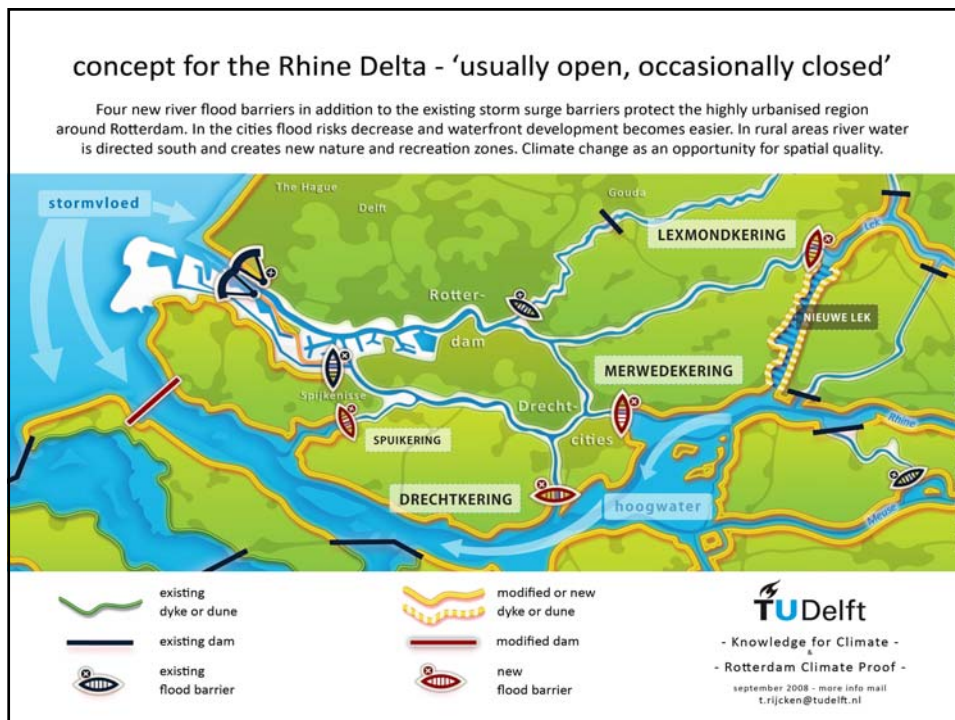 concept for the Rhine Delta - ‘usually open, occasionally closed’
Four new river flood barriers in addition to the existing storm surge barriers protect the highly urbanised region
around Rotterdam. In the cities flood risks decrease and waterfront development becomes easier. In rural areas river water
is directed south and creates new nature and recreation zones. Climate change as an opportunity for spatial quality.
The Hague
Gouda
stormvloed
Delft
Lek
LEXMONDKERING
Rotter-
dam
NIEUWE LEK
MERWEDEKERING
Spijkenisse
Drecht-
cities
Rhine
SPUIKERING
DRECHTKERING
hoogwater
Meuse
existing
dyke or dune
existing dam
existing
flood barrier
modified or new
dyke or dune
modified dam
new
flood barrier
TUDelft
- Knowledge for Climate -
&
- Rotterdam Climate Proof -
september 2008 - more info mail
t.rijcken@tudelft.nl